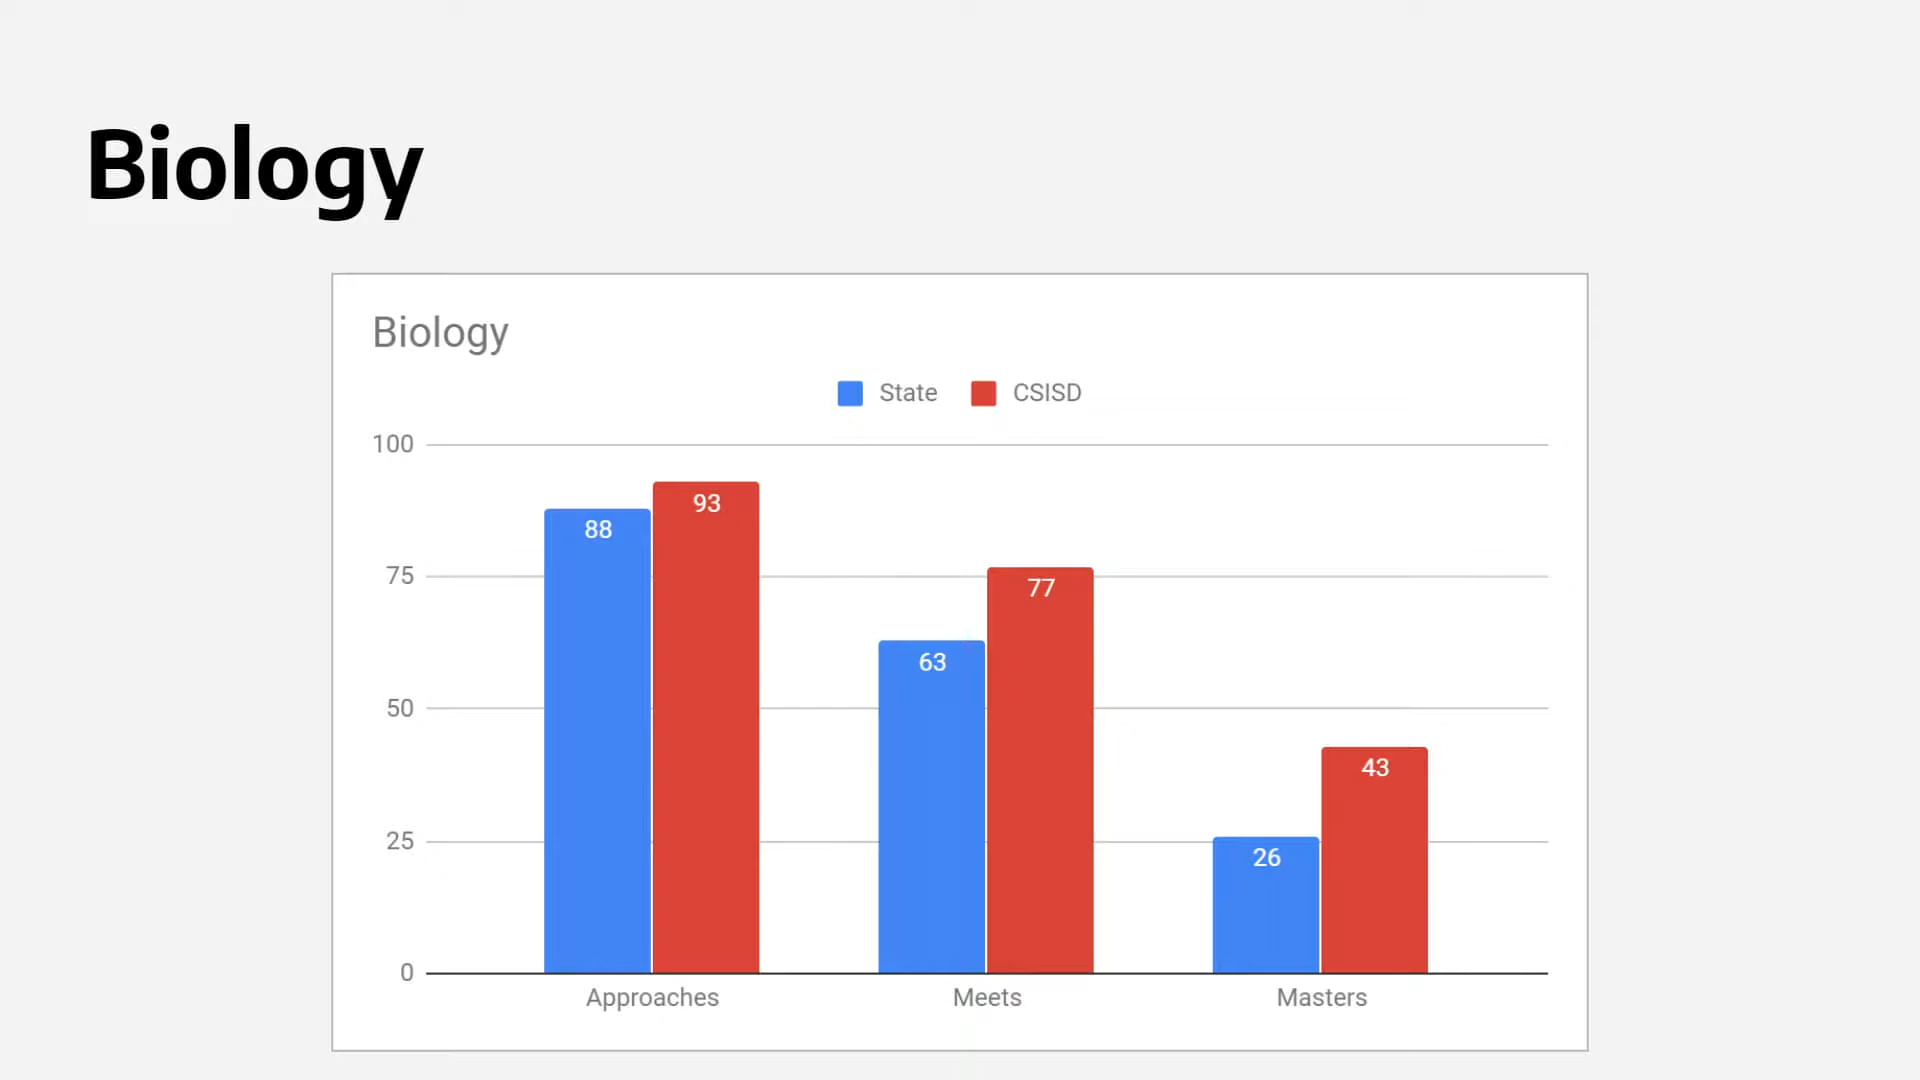 Biology
Biology
State CSISD
100
93
88
75
77
63
50
43
26
25
0
Approaches Meets Masters